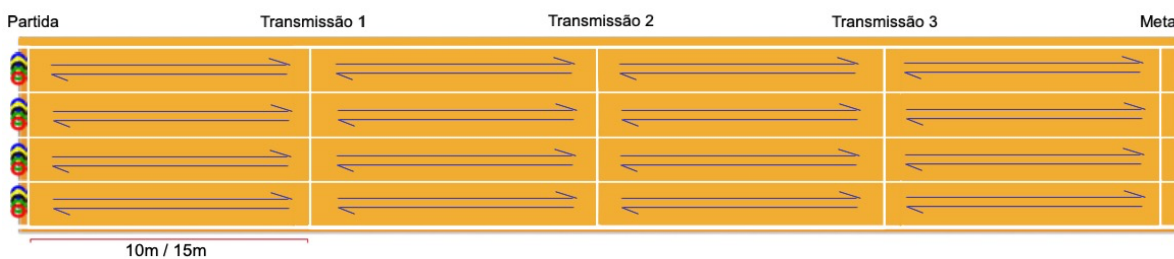 Partida
Transmissão 1
Transmissão 2
Transmissão 3
Meta
10m / 15m